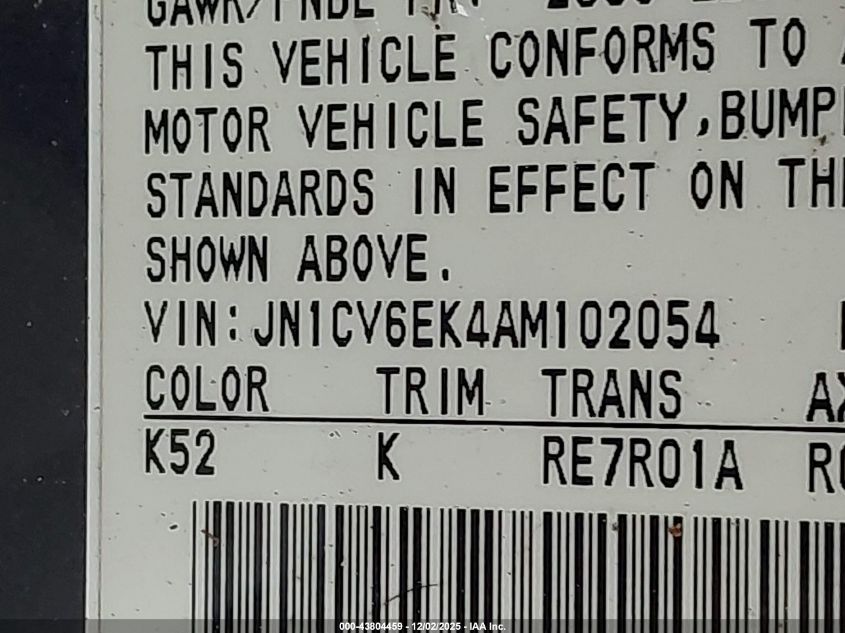 THIS VEHICLE CONFORMS TO
MOTOR VEHICLE SAFETY, BUMP
STANDARDS IN EFFECT ON TH
SHOWN ABOVE.
VIN:JN1CV6EK4AM102054
COLOR TRIM TRANS AX
K52 K RE7R01A R
000-43804459 - 12/02/2025 - IAA Inc.